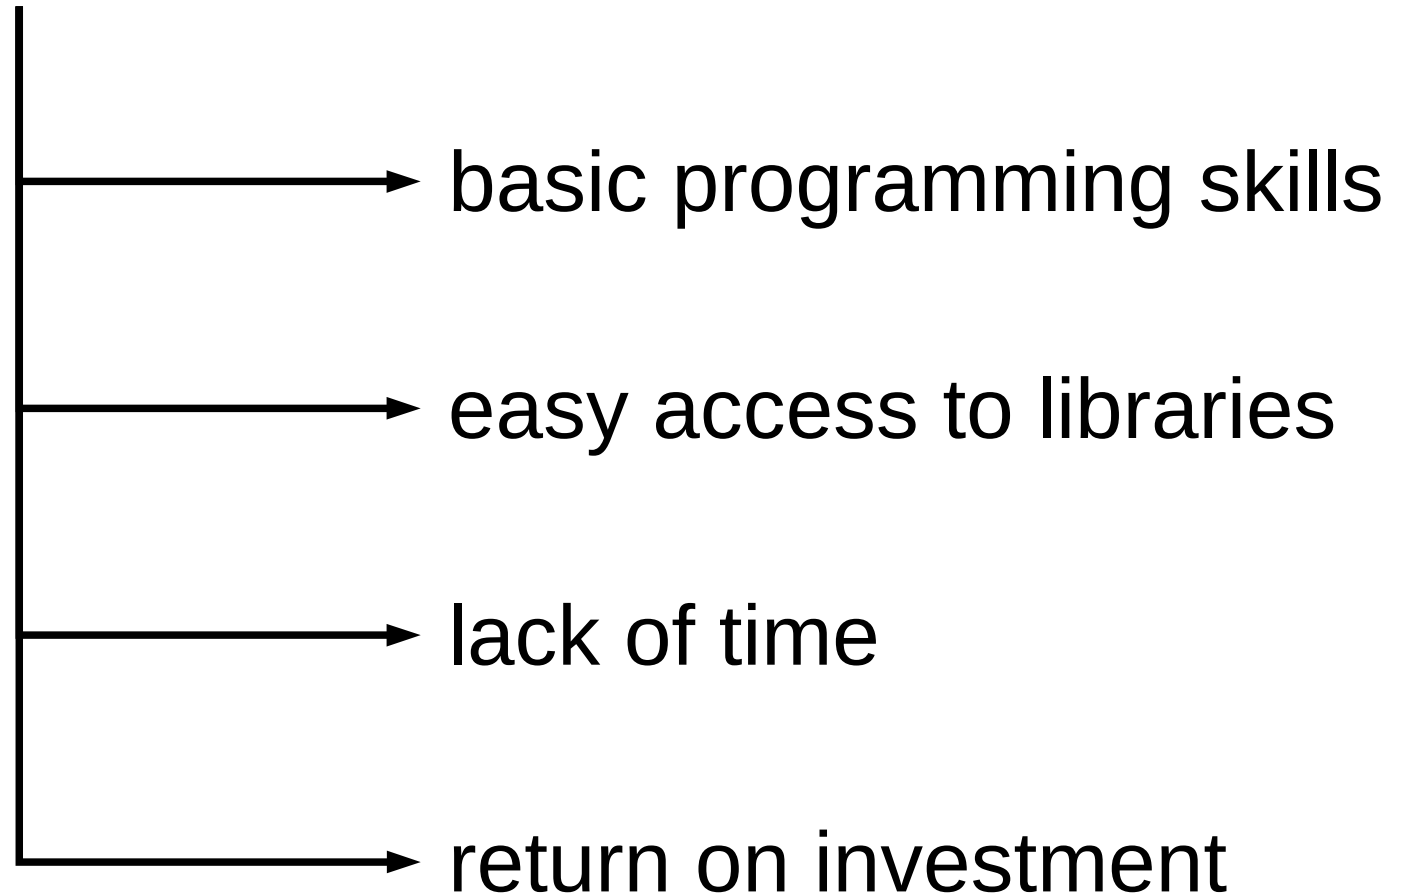 basic programming skills
easy access to libraries
lack of time
return on investment